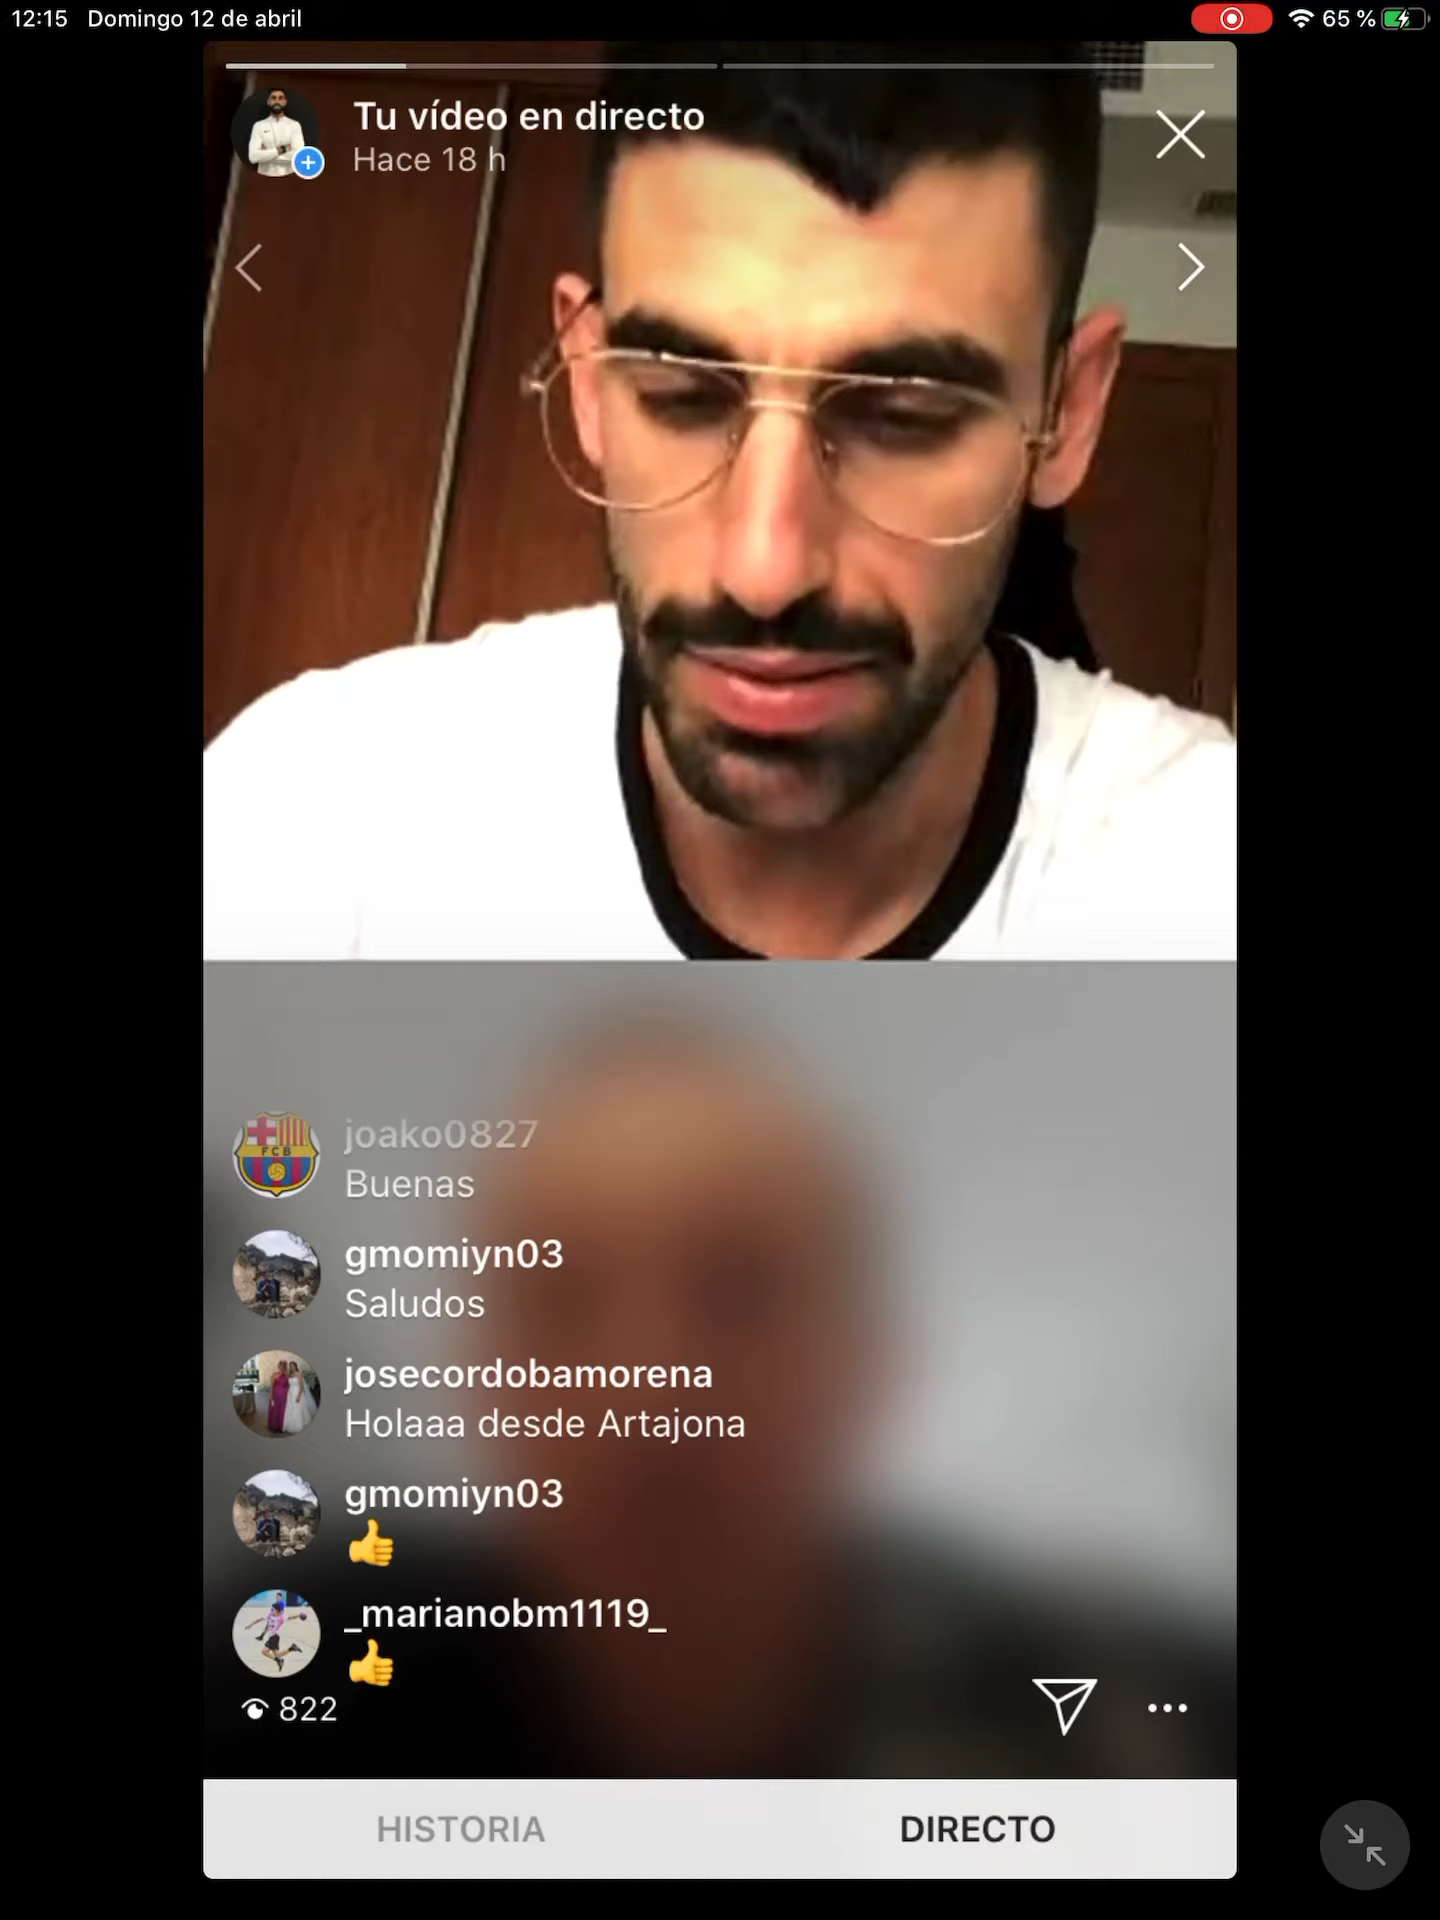 12:15 Domingo 12 de abril
65 %
Tu vídeo en directo
Hace 18 h
FCB
joako0827
Buenas
gmomiyn03
Saludos
josecordobamorena
Holaaa desde Artajona
gmomiyn03
👍
_marianobm1119_
👍
822
HISTORIA
DIRECTO